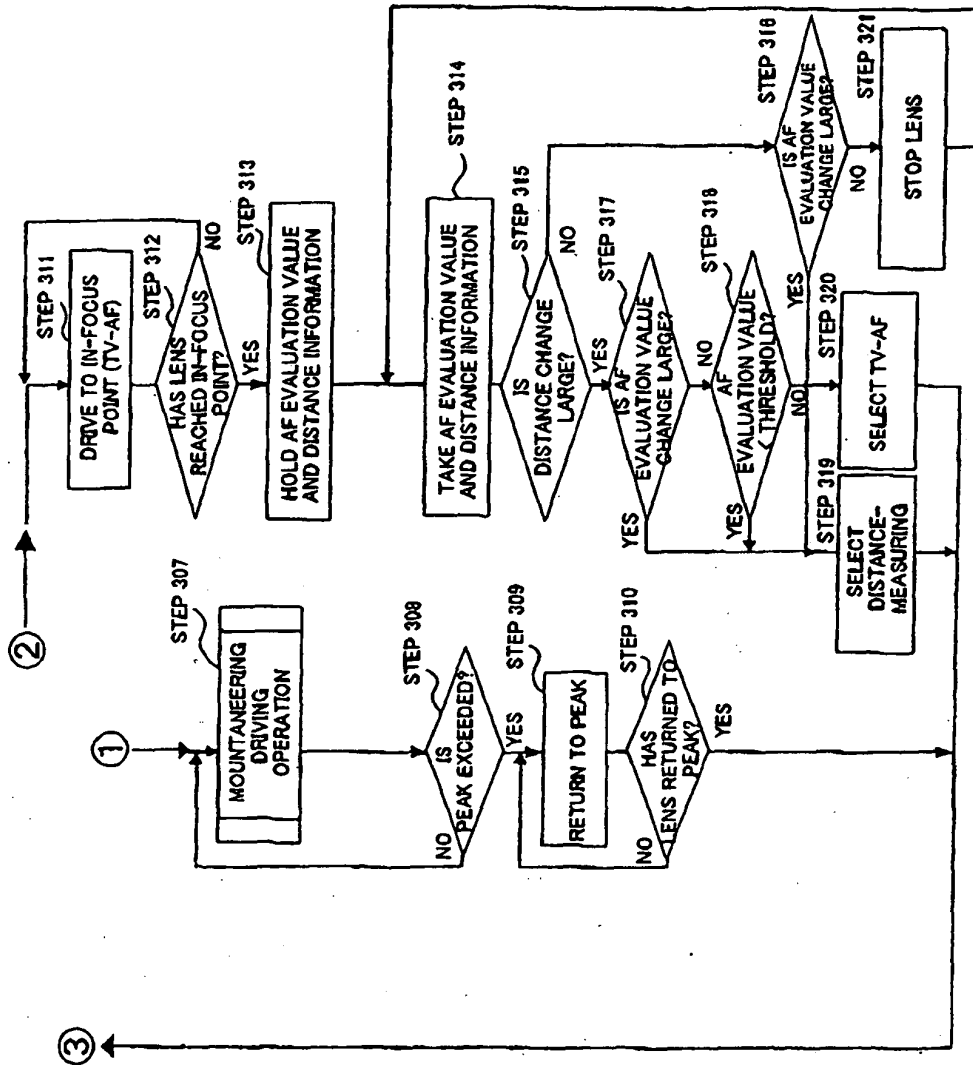 ③
①
STEP 307
MOUNTAINEERING
DRIVING
OPERATION
STEP 308
IS
PEAK EXCEEDED?
NO
YES
STEP 309
RETURN TO PEAK
STEP 310
HAS
LENS RETURNED TO
PEAK?
NO
YES
②
STEP 311
DRIVE TO IN-FOCUS
POINT (TV-AF)
STEP 312
HAS LENS
REACHED IN-FOCUS
POINT?
NO
YES
STEP 313
HOLD AF EVALUATION VALUE
AND DISTANCE INFORMATION
STEP 314
TAKE AF EVALUATION VALUE
AND DISTANCE INFORMATION
STEP 315
IS
DISTANCE CHANGE
LARGE?
NO
YES
STEP 317
IS AF
EVALUATION VALUE
CHANGE LARGE?
YES
NO
STEP 318
AF
EVALUATION VALUE
< THRESHOLD?
YES
NO
STEP 319
SELECT
DISTANCE-
MEASURING
STEP 320
SELECT TV-AF
STEP 316
IS AF
EVALUATION VALUE
CHANGE LARGE?
YES
NO
STEP 321
STOP LENS